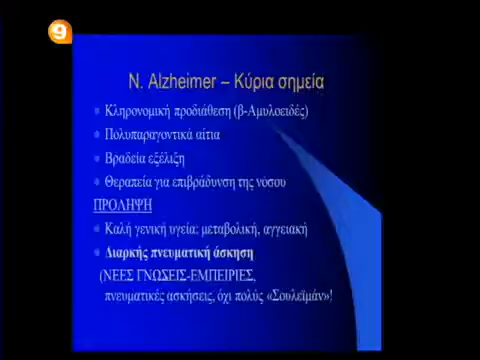 9
Ν. Alzheimer – Κύρια σημεία
Κληρονομική προδιάθεση (β-Αμυλοειδές)
Πολυπαραγοντικά αίτια
Βραδεία εξέλιξη
Θεραπεία για επιβράδυνση της νόσου
ΠΡΟΛΗΨΗ
Καλή γενική υγεία: μεταβολική, αγγειακή
Διαρκής πνευματική άσκηση
(ΝΕΕΣ ΓΝΩΣΕΙΣ-ΕΜΠΕΙΡΙΕΣ,
πνευματικές ασκήσεις, όχι πολύς «Σουλεϊμάν»!